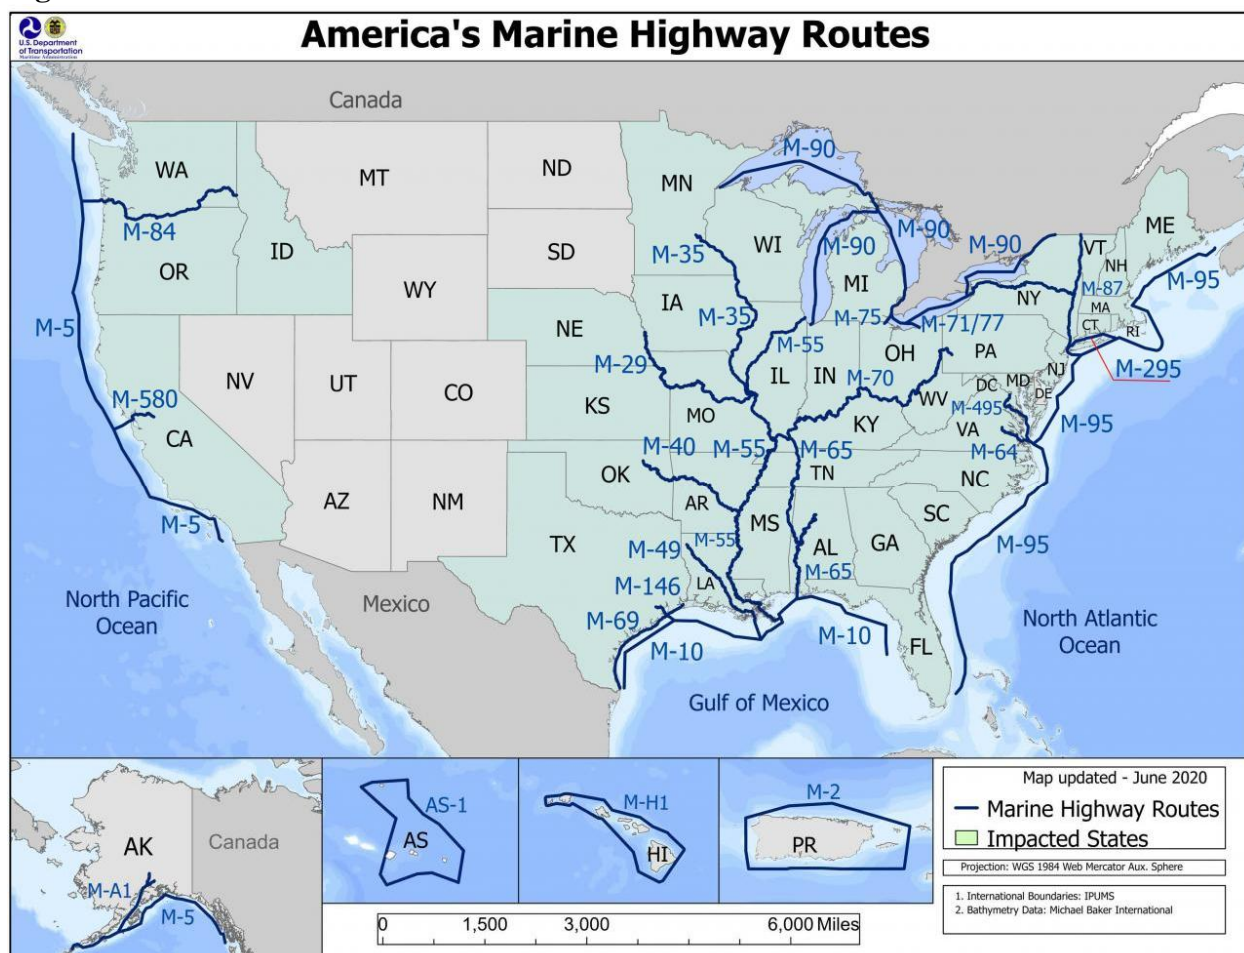 U.S. Department
of Transportation
Maritime Administration
America's Marine Highway Routes
Canada
WA
MT
ND
MN
M-90
M-84
OR
ID
SD
WY
M-35
WI
M-90
M-90
M-90
MI
VT
NH
ME
M-87
MA
M-95
M-5
NV
UT
CO
NE
IA
M-35
M-29
M-75
M-55
M-71/77
NY
CT
RI
PA
OH
IL
IN
M-70
NJ
M-295
M-580
CA
KS
MO
KY
WV
DC
MD
DE
M-495
VA
M-95
M-64
M-40
M-55
M-65
TN
NC
AZ
NM
OK
AR
MS
AL
GA
SC
M-5
TX
M-49
M-55
M-65
M-95
M-146
LA
Mexico
M-69
M-10
M-10
FL
North Pacific
Ocean
North Atlantic
Ocean
Gulf of Mexico
AK
Canada
M-A1
M-5
AS-1
AS
M-H1
HI
M-2
PR
Map updated - June 2020
Marine Highway Routes
Impacted States
Projection: WGS 1984 Web Mercator Aux. Sphere
1. International Boundaries: IPUMS
2. Bathymetry Data: Michael Baker International
0 1,500 3,000 6,000 Miles